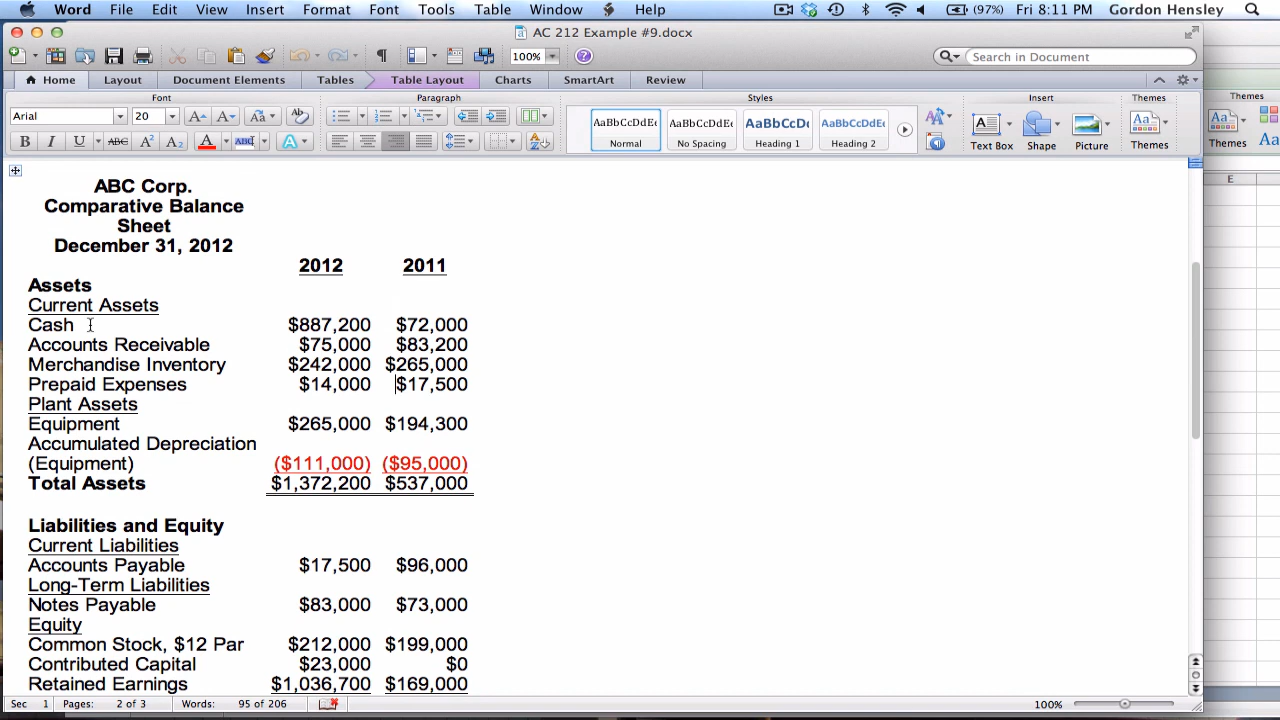 Word File Edit View Insert Format Font Tools Table Window Help (97%) Fri 8:11 PM Gordon Hensley
AC 212 Example #9.docx
100% Search in Document
Home Layout Document Elements Tables Table Layout Charts SmartArt Review
Font Paragraph Styles Insert Themes Themes
Arial 20
AaBbCcDdEe AaBbCcDdEe AaBbCcDc AaBbCcDdEe
B I U ABC A² A₂
Normal No Spacing Heading 1 Heading 2 Text Box Shape Picture Themes Themes
E
ABC Corp.
Comparative Balance
Sheet
December 31, 2012
2012 2011
Assets
Current Assets
Cash $887,200 $72,000
Accounts Receivable $75,000 $83,200
Merchandise Inventory $242,000 $265,000
Prepaid Expenses $14,000 $17,500
Plant Assets
Equipment $265,000 $194,300
Accumulated Depreciation
(Equipment) ($111,000) ($95,000)
Total Assets $1,372,200 $537,000
Liabilities and Equity
Current Liabilities
Accounts Payable $17,500 $96,000
Long-Term Liabilities
Notes Payable $83,000 $73,000
Equity
Common Stock, $12 Par $212,000 $199,000
Contributed Capital $23,000 $0
Retained Earnings $1,036,700 $169,000
Sec 1 Pages: 2 of 3 Words: 95 of 206 100%